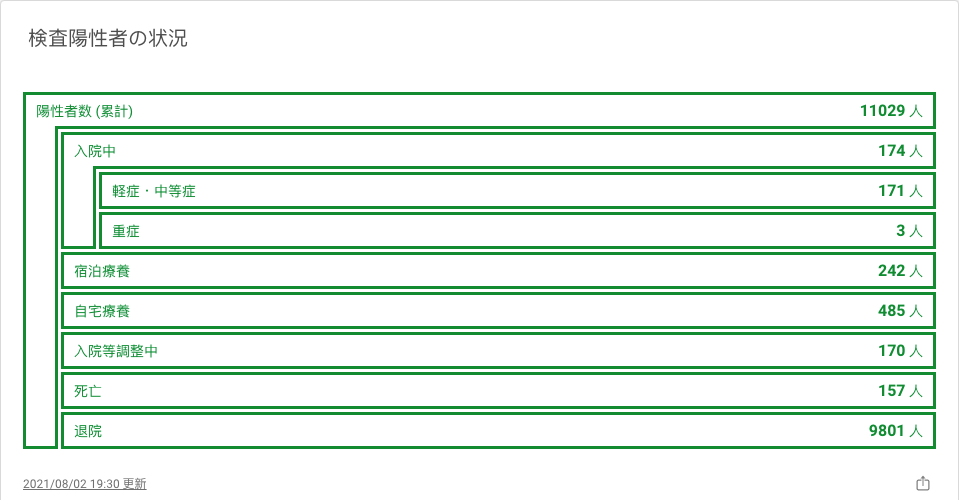 検査陽性者の状況
陽性者数 (累計) 11029 人
入院中 174 人
軽症・中等症 171 人
重症 3 人
宿泊療養 242 人
自宅療養 485 人
入院等調整中 170 人
死亡 157 人
退院 9801 人
2021/08/02 19:30 更新